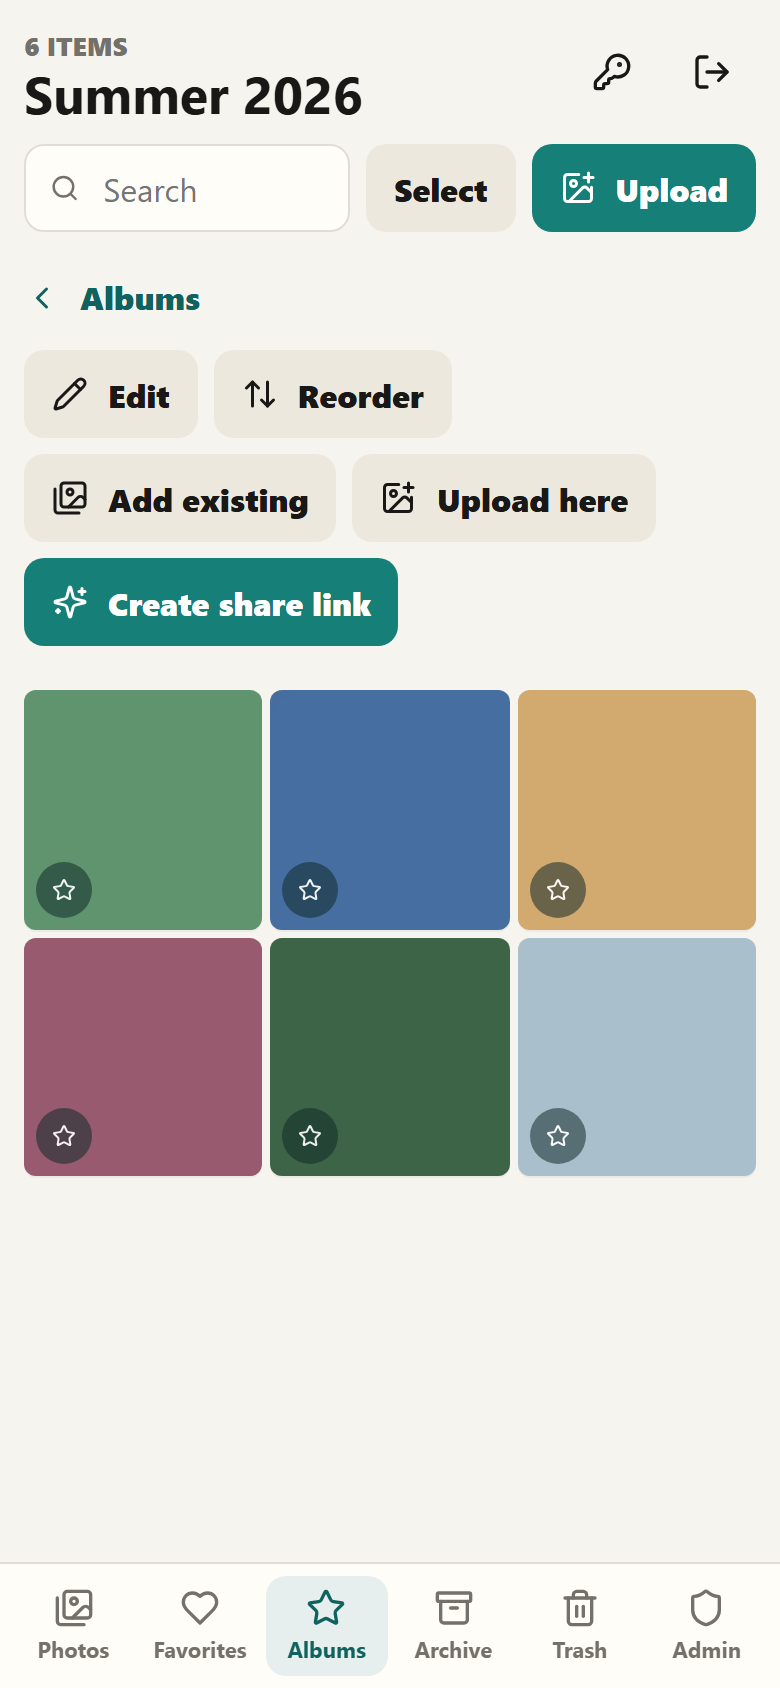 6 ITEMS
Summer 2026
Search
Select
Upload
Albums
Edit
Reorder
Add existing
Upload here
Create share link
Photos
Favorites
Albums
Archive
Trash
Admin